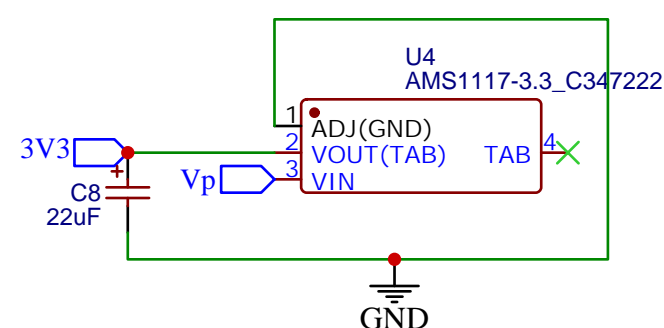 U4
AMS1117-3.3_C347222
1
ADJ(GND)
3V3
2
VOUT(TAB)
TAB
4
Vp
3
VIN
+
C8
22uF
GND